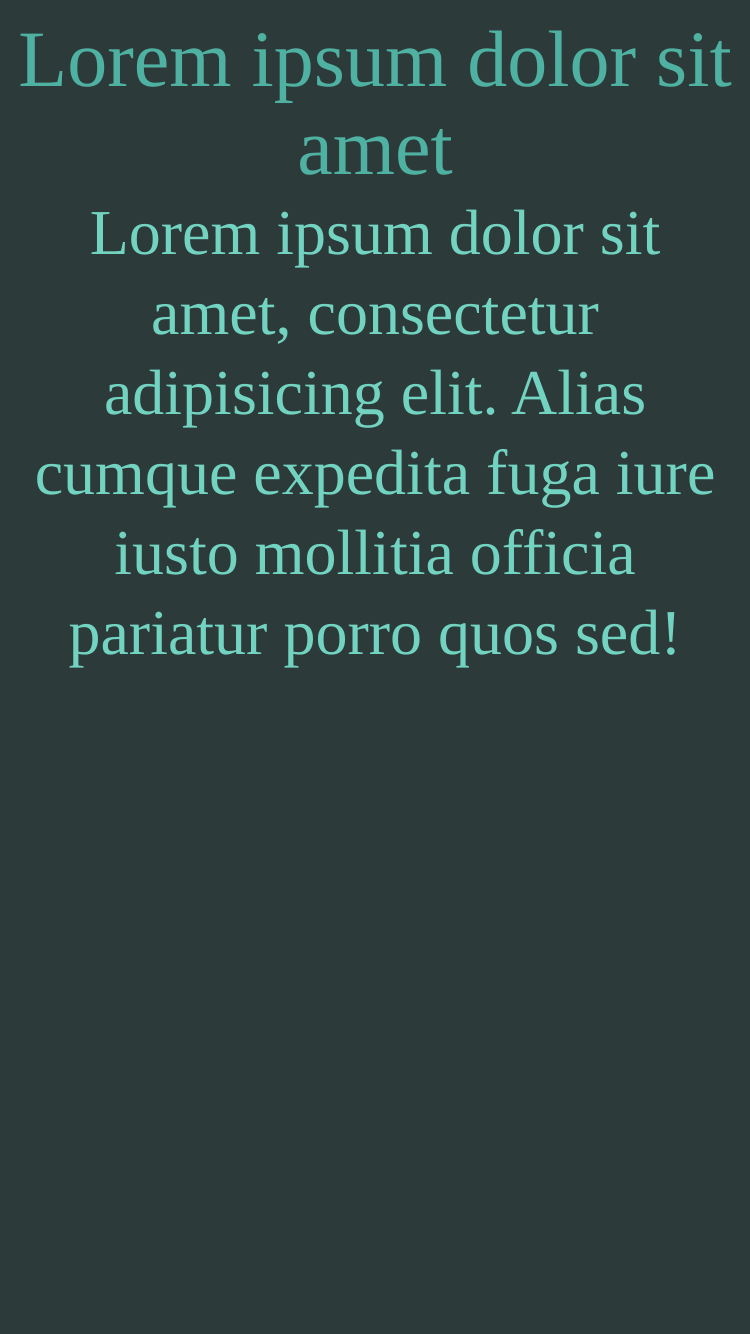 Lorem ipsum dolor sit
amet
Lorem ipsum dolor sit
amet, consectetur
adipisicing elit. Alias
cumque expedita fuga iure
iusto mollitia officia
pariatur porro quos sed!